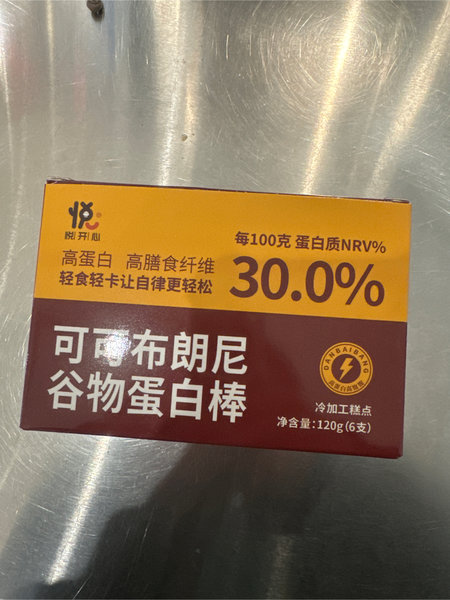 悦开心
每100克 蛋白质NRV%
30.0%
高蛋白 高膳食纤维
轻食轻卡让自律更轻松
可可布朗尼
谷物蛋白棒
DANBAIBANG
冷加工糕点
净含量:120g(6支)